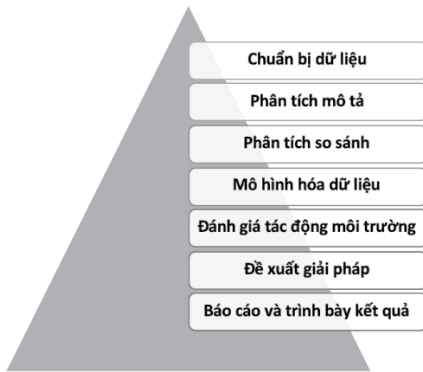 Chuẩn bị dữ liệu
Phân tích mô tả
Phân tích so sánh
Mô hình hóa dữ liệu
Đánh giá tác động môi trường
Đề xuất giải pháp
Báo cáo và trình bày kết quả